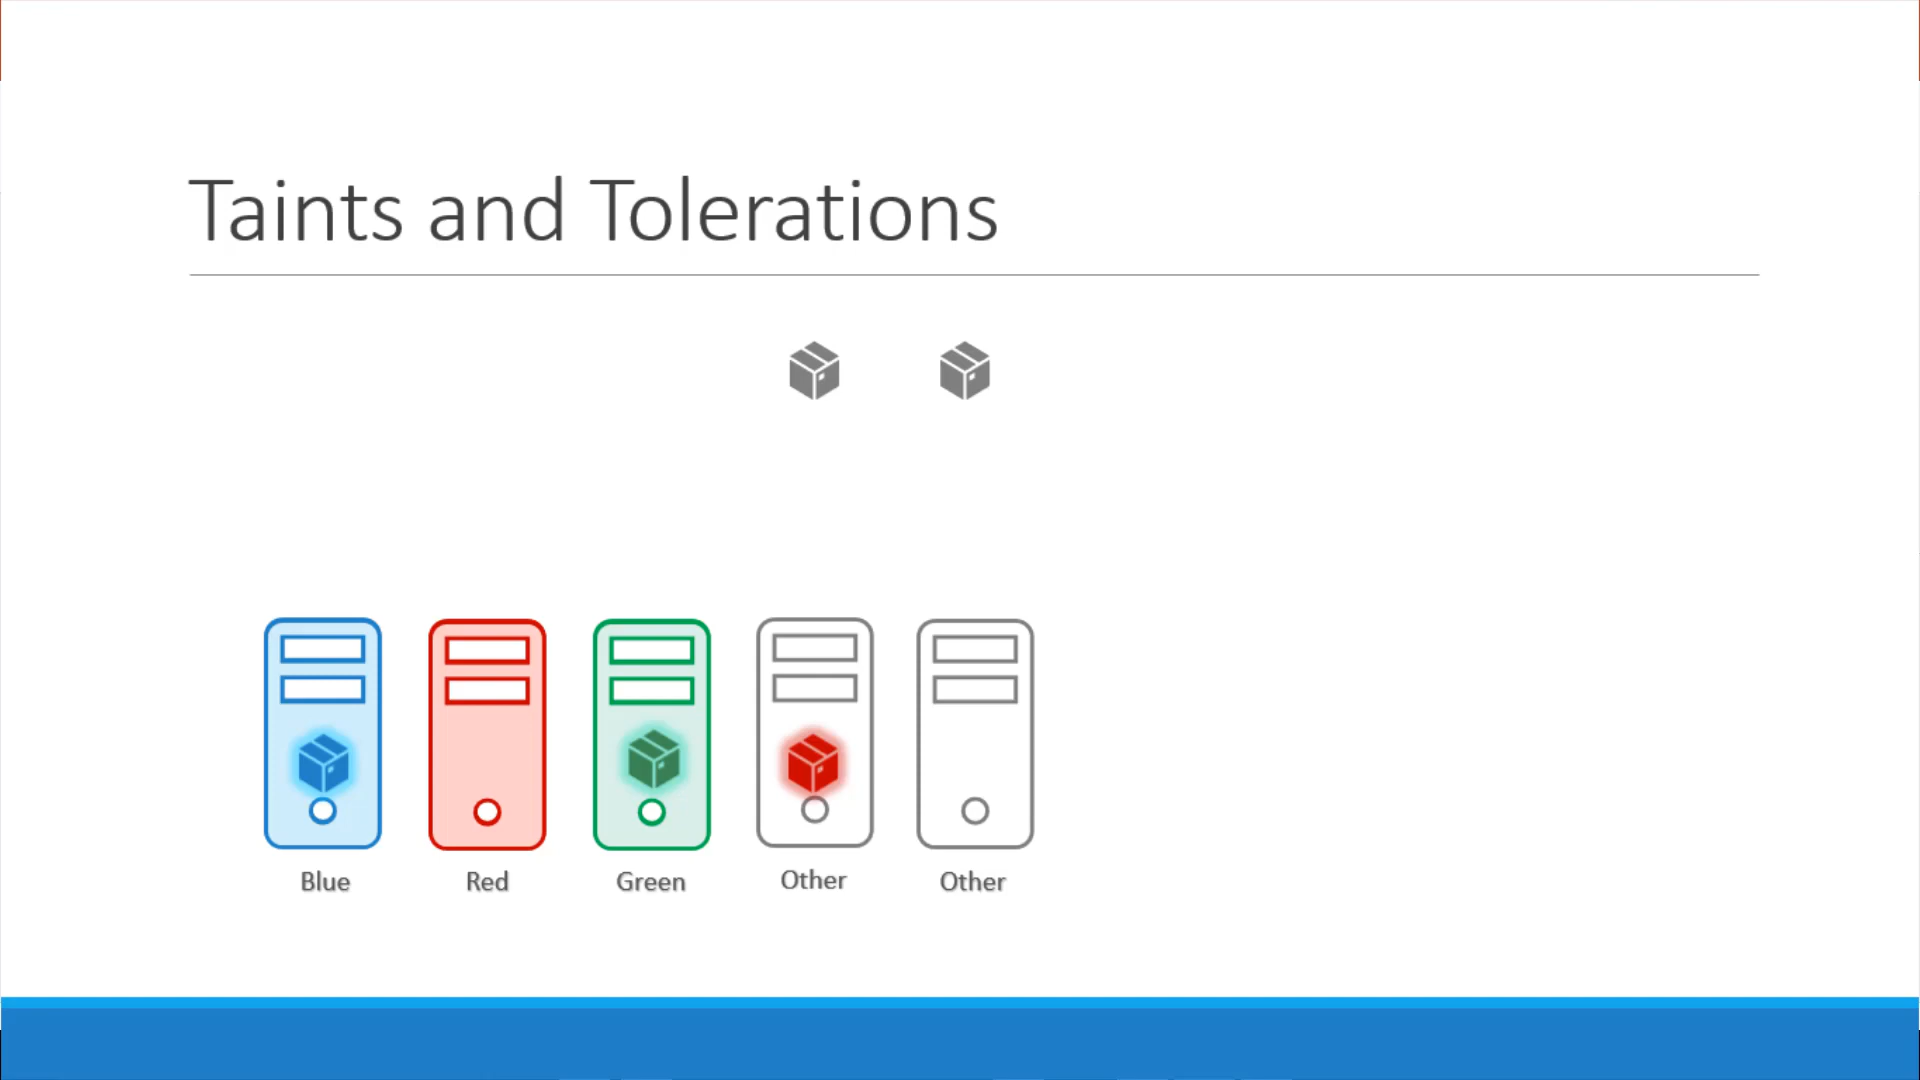 Taints and Tolerations
Blue
Red
Green
Other
Other